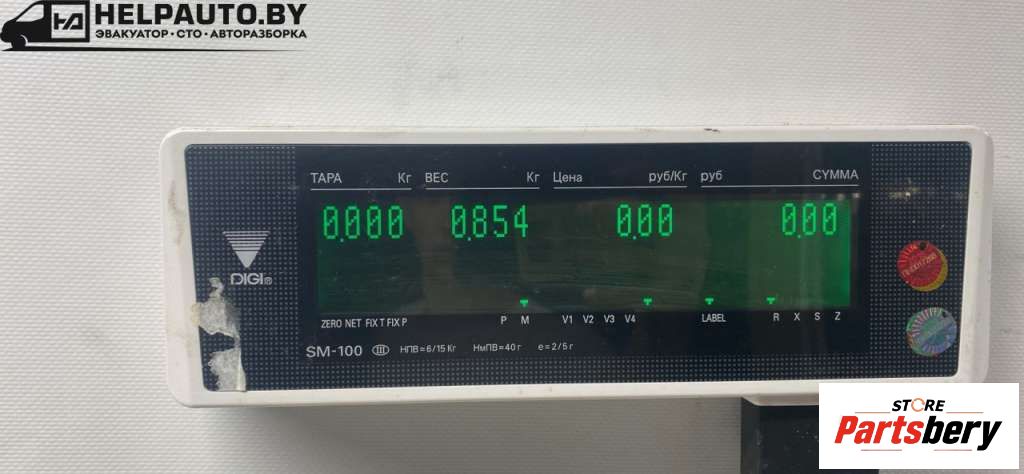 HELPAUTO.BY
ЭВАКУАТОР • СТО • АВТОРАЗБОРКА
ТАРА Кг ВЕС Кг Цена руб/Кг руб СУММА
0.000 0.854 0.00 0.00
DIGI®
ZERO NET FIX T FIX P P M V1 V2 V3 V4 LABEL R X S Z
SM-100 III НПВ=6/15 Кг НмПВ=40 г e=2/5 г
STORE
Partsbery